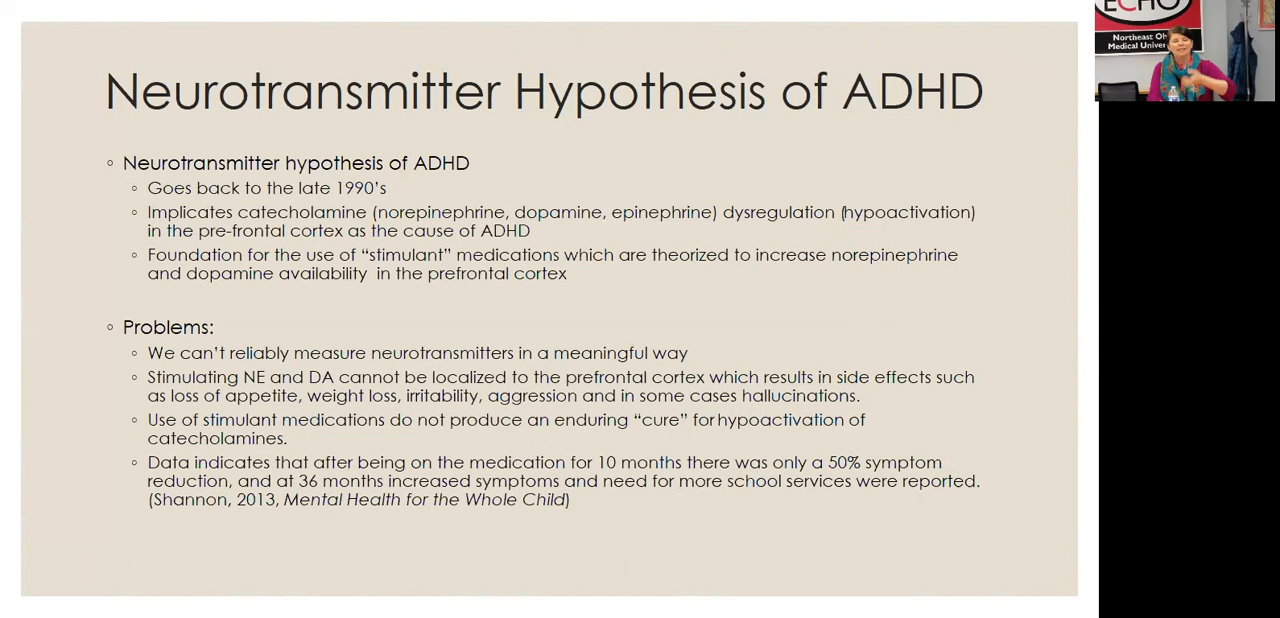 Neurotransmitter Hypothesis of ADHD
◦ Neurotransmitter hypothesis of ADHD
◦ Goes back to the late 1990's
◦ Implicates catecholamine (norepinephrine, dopamine, epinephrine) dysregulation (hypoactivation)
in the pre-frontal cortex as the cause of ADHD
◦ Foundation for the use of “stimulant” medications which are theorized to increase norepinephrine
and dopamine availability in the prefrontal cortex
◦ Problems:
◦ We can't reliably measure neurotransmitters in a meaningful way
◦ Stimulating NE and DA cannot be localized to the prefrontal cortex which results in side effects such
as loss of appetite, weight loss, irritability, aggression and in some cases hallucinations.
◦ Use of stimulant medications do not produce an enduring “cure” for hypoactivation of
catecholamines.
◦ Data indicates that after being on the medication for 10 months there was only a 50% symptom
reduction, and at 36 months increased symptoms and need for more school services were reported.
(Shannon, 2013, Mental Health for the Whole Child)
ECHO
Northeast Oh
Medical Univer